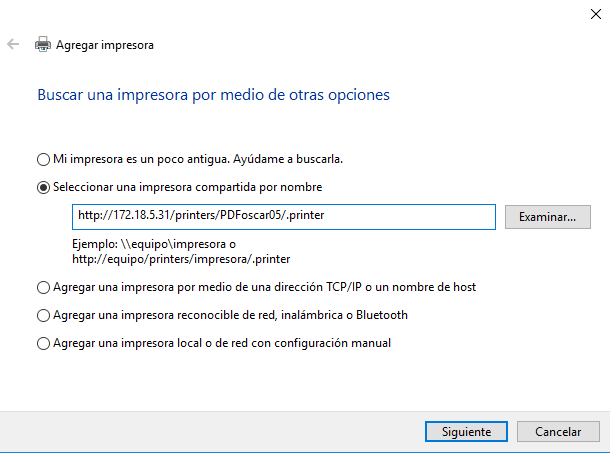 Agregar impresora
Buscar una impresora por medio de otras opciones
Mi impresora es un poco antigua. Ayúdame a buscarla.
Seleccionar una impresora compartida por nombre
http://172.18.5.31/printers/PDFoscar05/.printer
Examinar...
Ejemplo: \\equipo\impresora o
http://equipo/printers/impresora/.printer
Agregar una impresora por medio de una dirección TCP/IP o un nombre de host
Agregar una impresora reconocible de red, inalámbrica o Bluetooth
Agregar una impresora local o de red con configuración manual
Siguiente
Cancelar